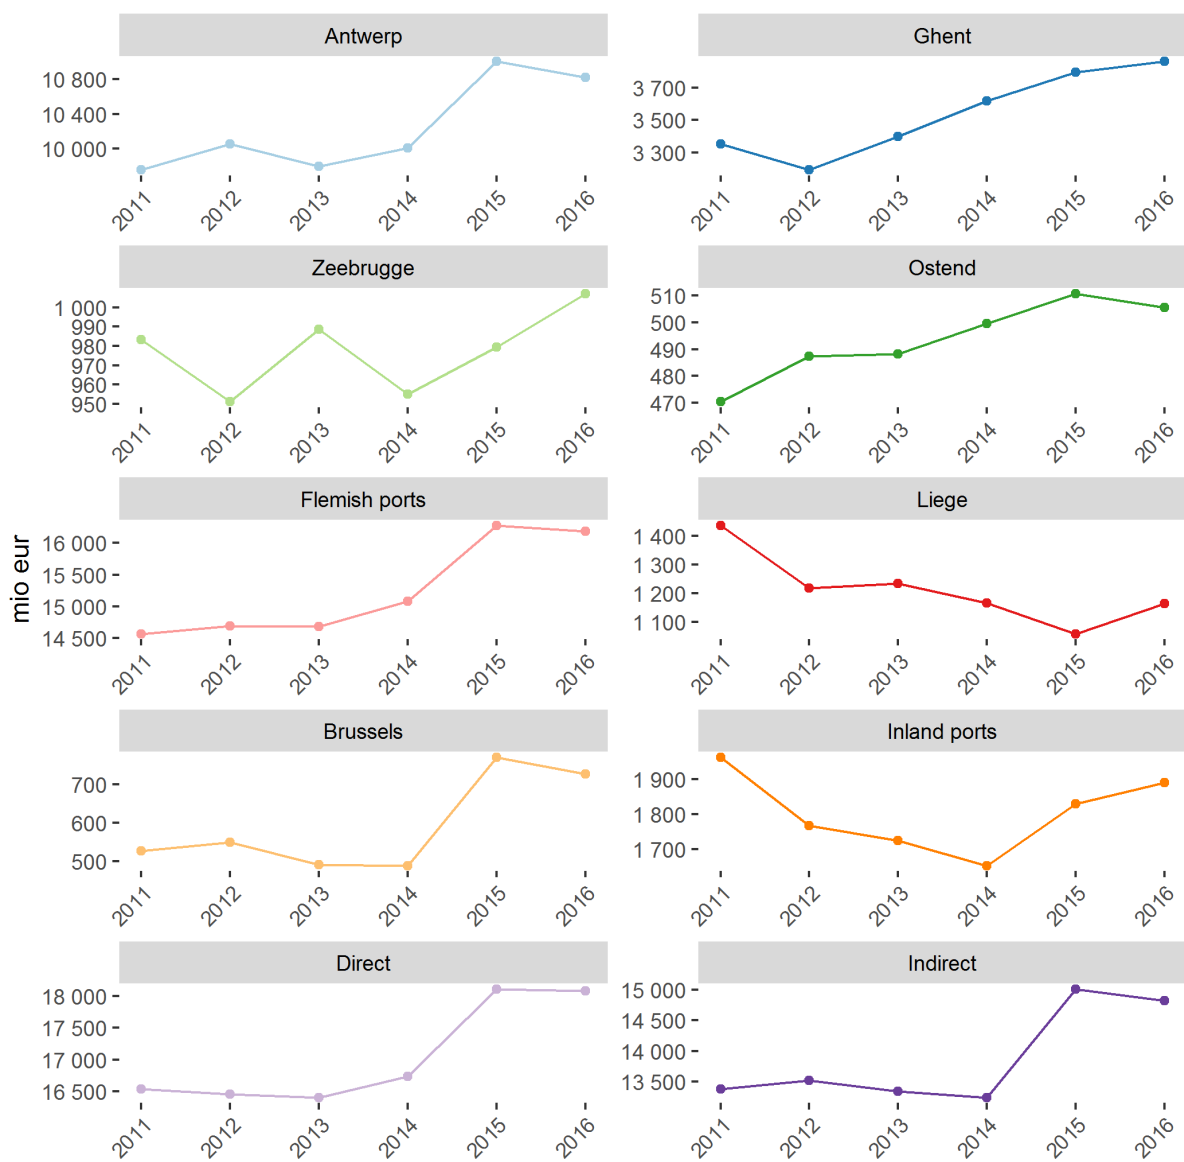 Antwerp
10 800
10 400
10 000
2011 2012 2013 2014 2015 2016
Ghent
3 700
3 500
3 300
2011 2012 2013 2014 2015 2016
Zeebrugge
1 000
990
980
970
960
950
2011 2012 2013 2014 2015 2016
Ostend
510
500
490
480
470
2011 2012 2013 2014 2015 2016
mio eur
Flemish ports
16 000
15 500
15 000
14 500
2011 2012 2013 2014 2015 2016
Liege
1 400
1 300
1 200
1 100
2011 2012 2013 2014 2015 2016
Brussels
700
600
500
2011 2012 2013 2014 2015 2016
Inland ports
1 900
1 800
1 700
2011 2012 2013 2014 2015 2016
Direct
18 000
17 500
17 000
16 500
2011 2012 2013 2014 2015 2016
Indirect
15 000
14 500
14 000
13 500
2011 2012 2013 2014 2015 2016